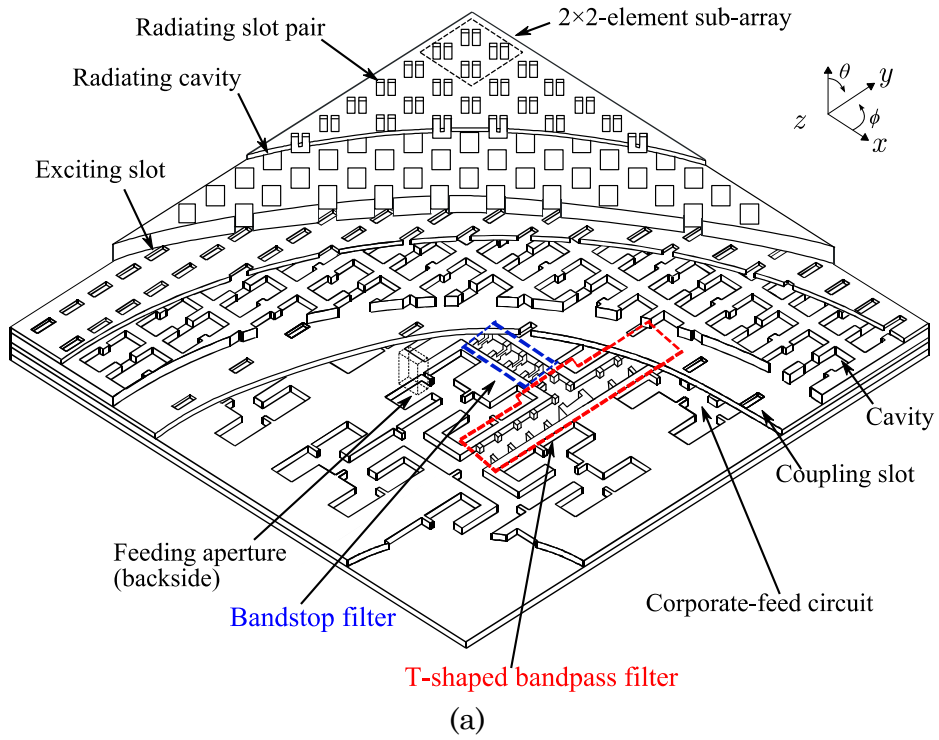 2×2-element sub-array
Radiating slot pair
Radiating cavity
θ
y
z
ϕ
x
Exciting slot
Cavity
Coupling slot
Feeding aperture
(backside)
Corporate-feed circuit
Bandstop filter
T-shaped bandpass filter
(a)